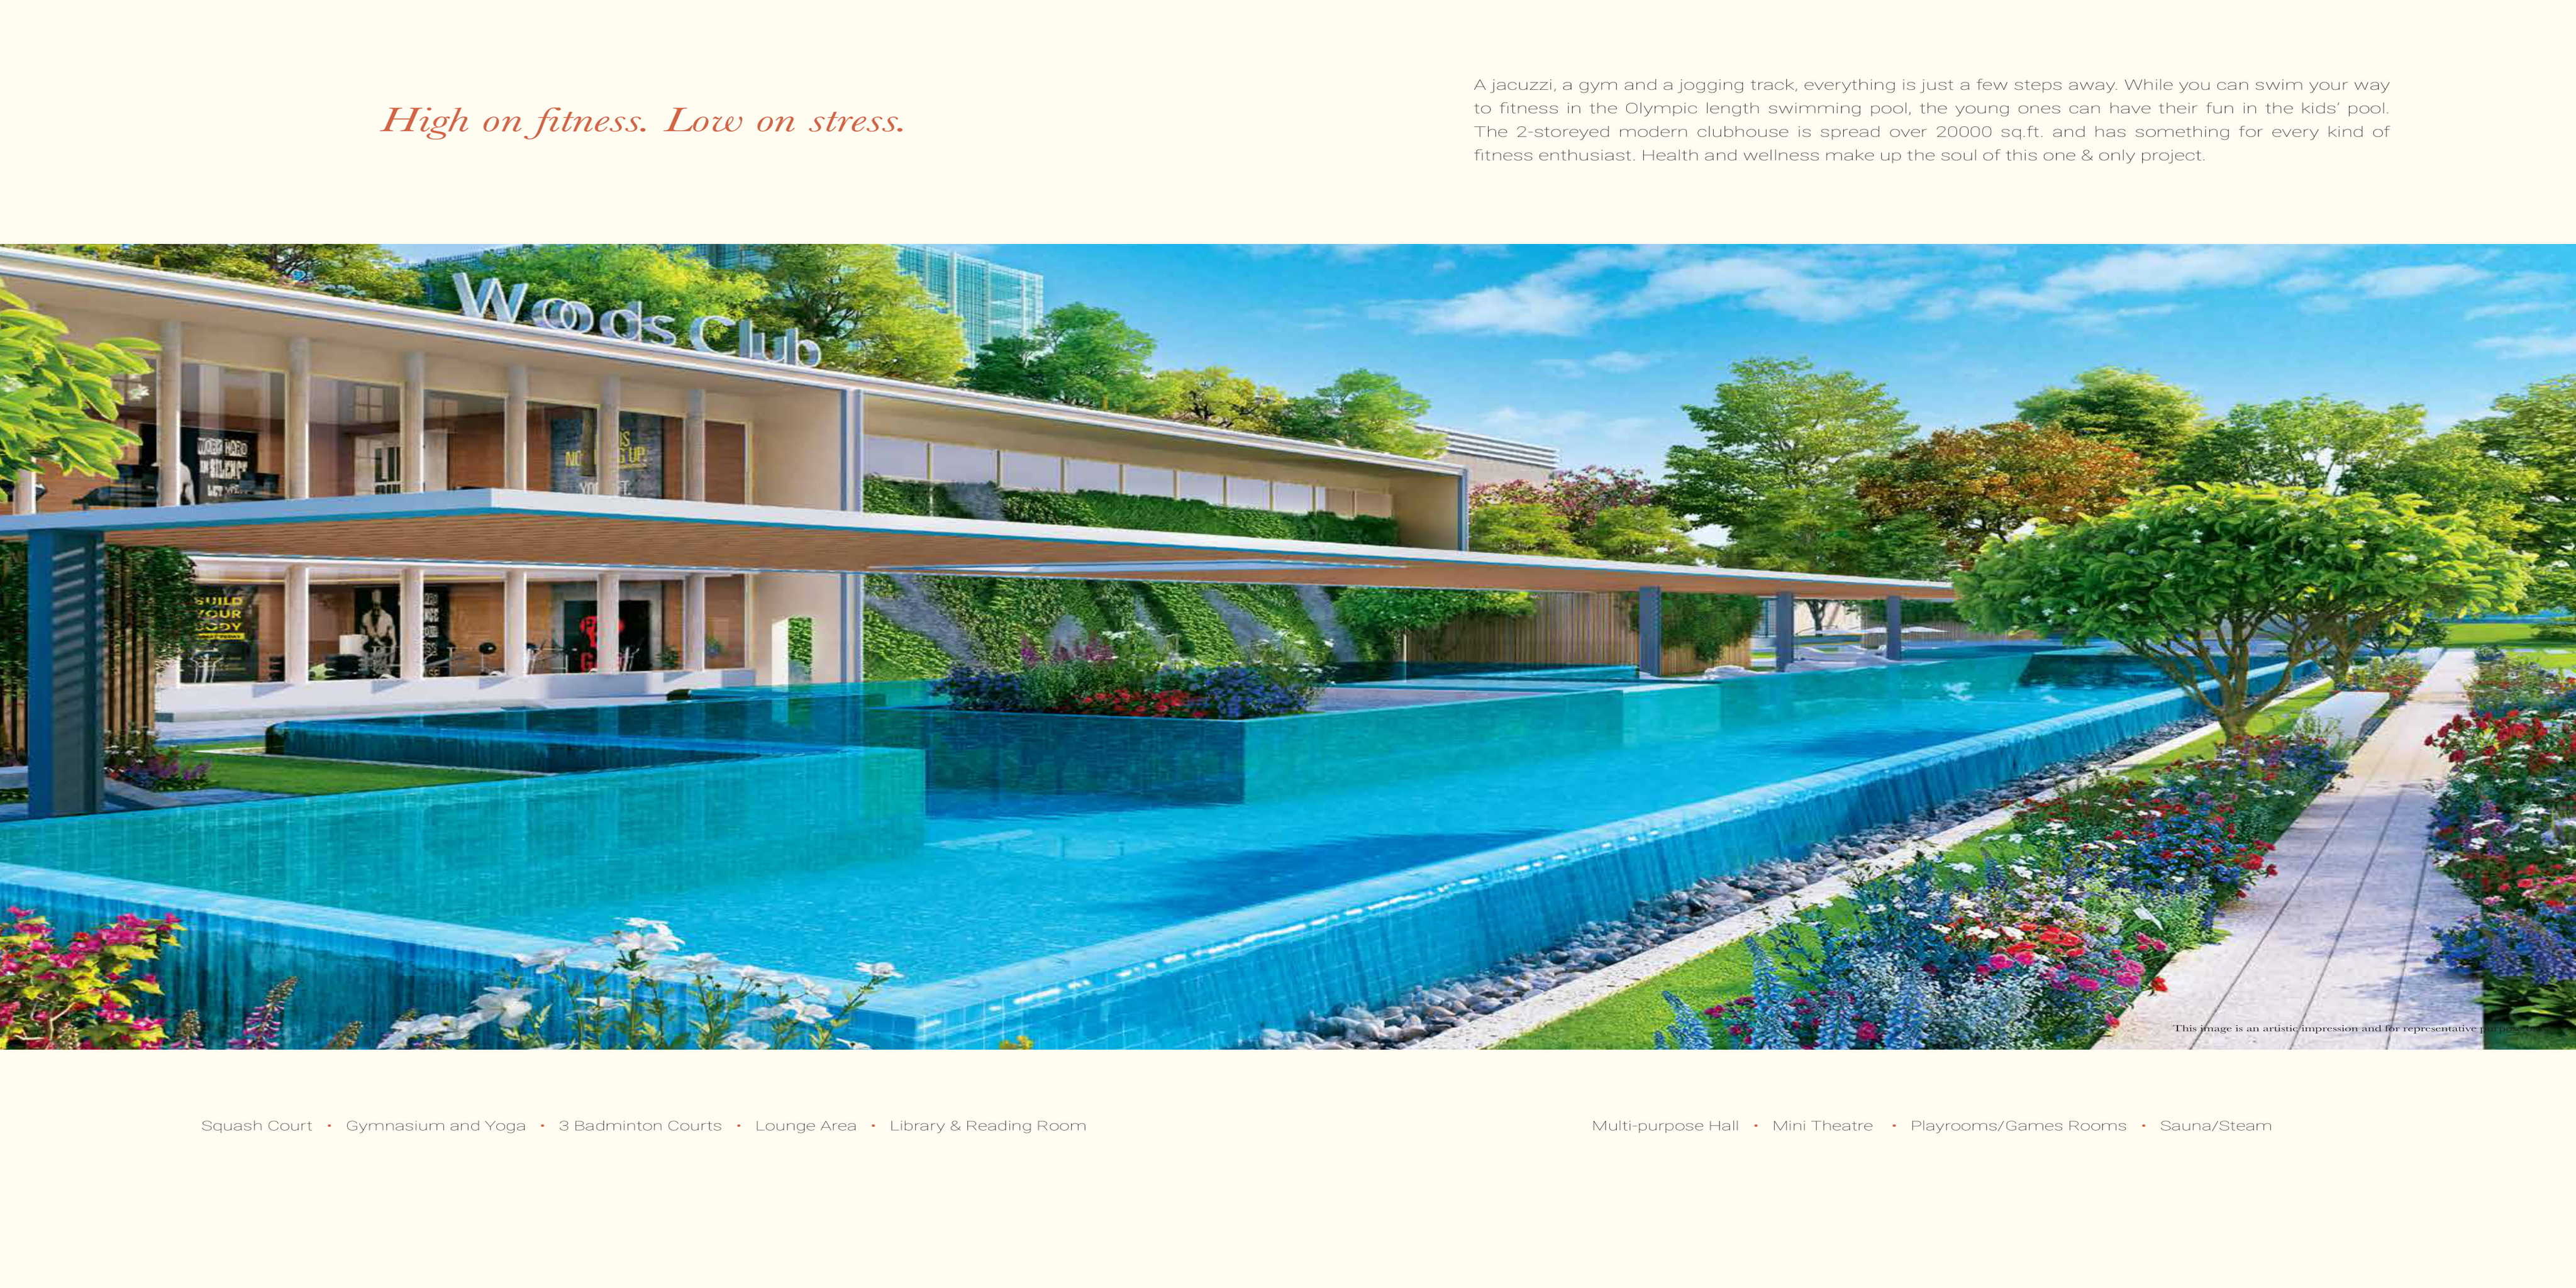 High on fitness. Low on stress.
A jacuzzi, a gym and a jogging track, everything is just a few steps away. While you can swim your way
to fitness in the Olympic length swimming pool, the young ones can have their fun in the kids' pool.
The 2-storeyed modern clubhouse is spread over 20000 sq.ft. and has something for every kind of
fitness enthusiast. Health and wellness make up the soul of this one & only project.
Woods Club
WORK HARD
IN SILENCE
LET
UP
BUILD
YOUR
BODY
This image is an artistic impression and for representative
Squash Court • Gymnasium and Yoga • 3 Badminton Courts • Lounge Area • Library & Reading Room
Multi-purpose Hall • Mini Theatre • Playrooms/Games Rooms • Sauna/Steam